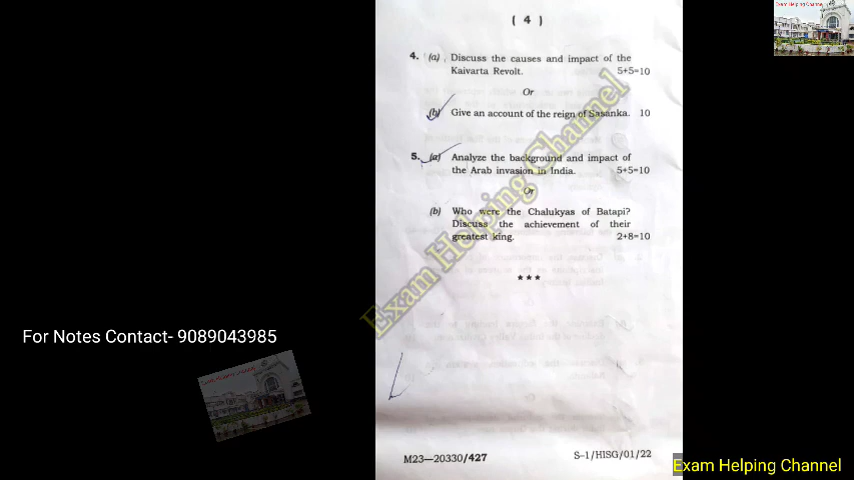 ( 4 )
4. (a) Discuss the causes and impact of the
Kaivarta Revolt. 5+5=10
Or
(b) Give an account of the reign of Sasanka. 10
5. (a) Analyze the background and impact of
the Arab invasion in India. 5+5=10
Or
(b) Who were the Chalukyas of Batapi?
Discuss the achievement of their
greatest king. 2+8=10
***
M23—20330/427 S-1/HISG/01/22
Exam Helping Channel
For Notes Contact- 9089043985
Exam Helping Channel
Exam Helping Channel